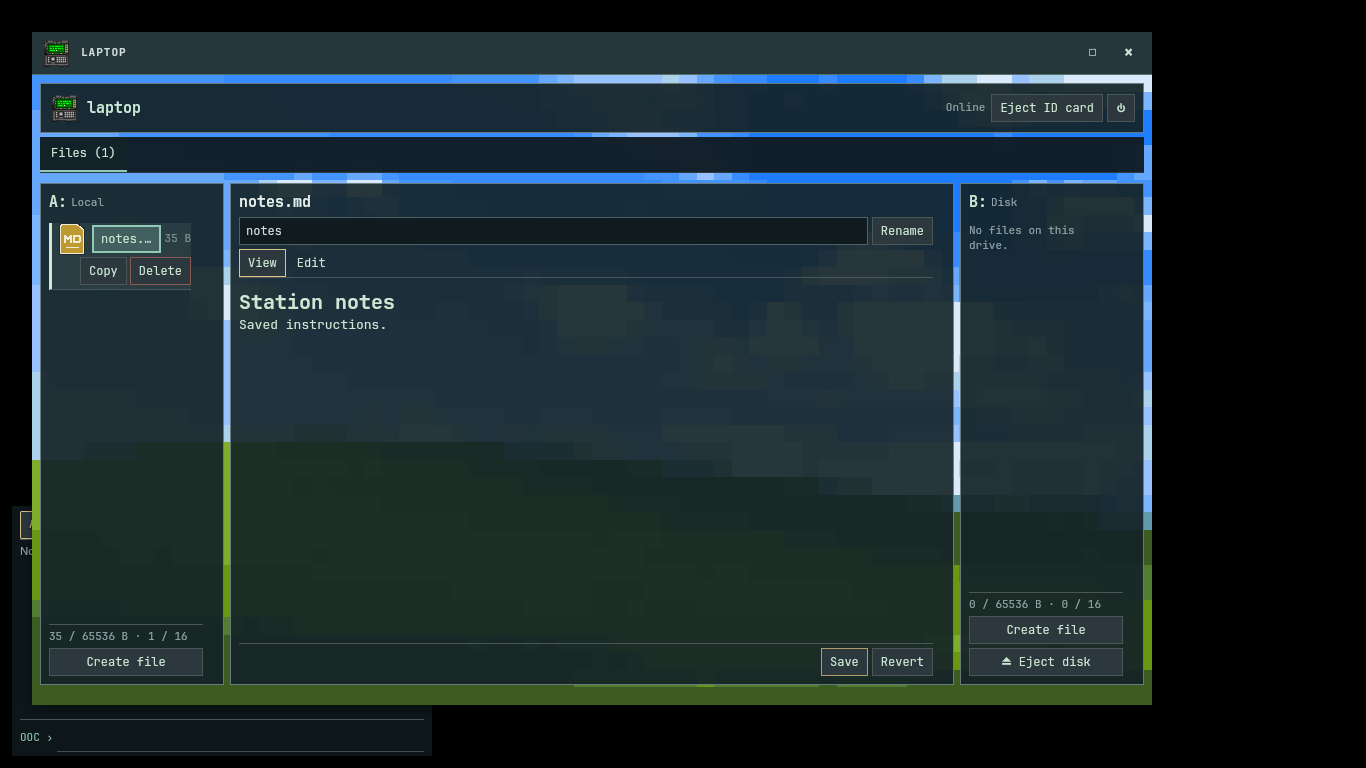 LAPTOP
laptop
Online
Eject ID card
Files (1)
A: Local
MD
notes.…
35 B
Copy
Delete
35 / 65536 B · 1 / 16
Create file
notes.md
notes
Rename
View
Edit
Station notes
Saved instructions.
Save
Revert
B: Disk
No files on this
drive.
0 / 65536 B · 0 / 16
Create file
Eject disk
No
OOC ›